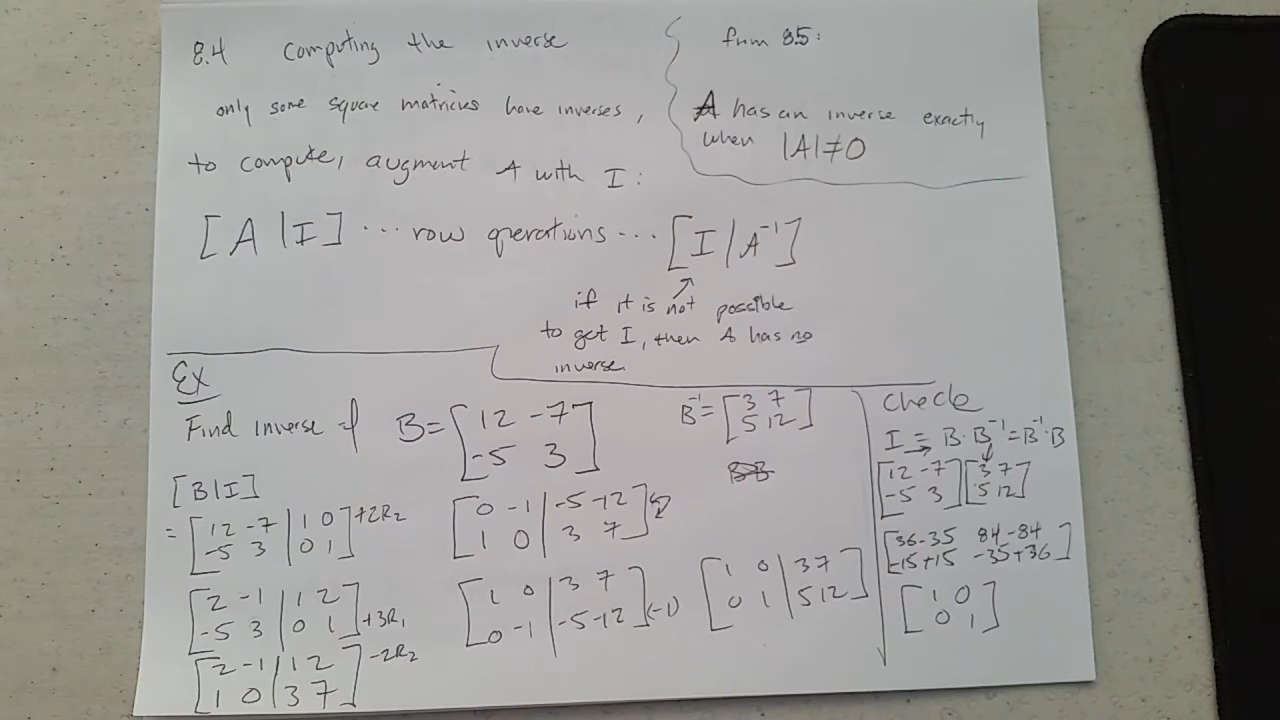 8.4 Computing the inverse
only some square matricies have inverses,
to compute, augment A with I:
[A | I] ... row operations ... [I | A⁻¹]
if it is not possible
to get I, then A has no
inverse.
from 8.5:
A has an inverse exactly
when |A| ≠ 0
Ex
Find inverse of B = [12 -7
-5 3]
B⁻¹ = [3 7
5 12]
[B | I]
= [12 -7 | 1 0] +2R₂
[-5 3 | 0 1]
[2 -1 | 1 2]
[-5 3 | 0 1] +3R₁
[2 -1 | 1 2] -2R₂
[1 0 | 3 7]
[0 -1 | -5 -12]
[1 0 | 3 7]
[1 0 | 3 7]
[0 -1 | -5 -12] (-1)
[1 0 | 3 7]
[0 1 | 5 12]
check
I = B · B⁻¹ = B⁻¹ · B
[12 -7] [3 7]
[-5 3] [5 12]
[36-35 84-84]
[-15+15 -35+36]
[1 0]
[0 1]